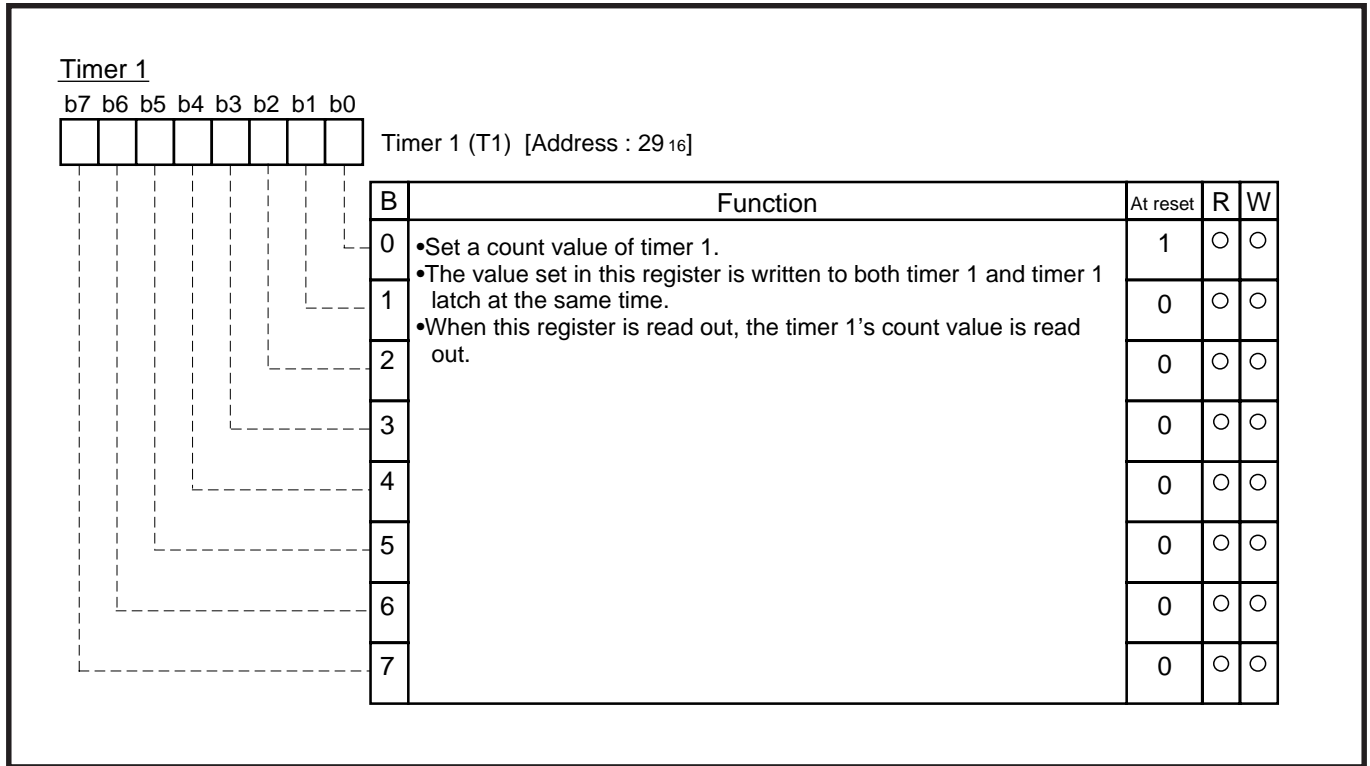 Timer 1
b7 b6 b5 b4 b3 b2 b1 b0
Timer 1 (T1) [Address : 29 16]
B Function At reset R W
0 •Set a count value of timer 1. 1 ○ ○
•The value set in this register is written to both timer 1 and timer 1
1 latch at the same time. 0 ○ ○
•When this register is read out, the timer 1’s count value is read
2 out. 0 ○ ○
3 0 ○ ○
4 0 ○ ○
5 0 ○ ○
6 0 ○ ○
7 0 ○ ○